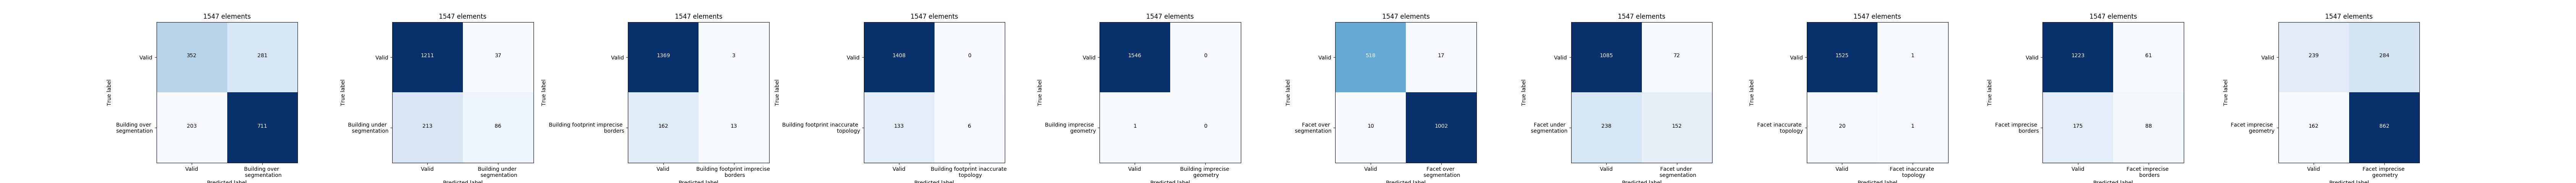 1547 elements
Valid
352
281
True label
Building over
segmentation
203
711
Valid
Building over
segmentation
Predicted label
1547 elements
Valid
1211
37
True label
Building under
segmentation
213
86
Valid
Building under
segmentation
Predicted label
1547 elements
Valid
1369
3
True label
Building footprint imprecise
borders
162
13
Valid
Building footprint imprecise
borders
Predicted label
1547 elements
Valid
1408
0
True label
Building footprint inaccurate
topology
133
6
Valid
Building footprint inaccurate
topology
Predicted label
1547 elements
Valid
1546
0
True label
Building imprecise
geometry
1
0
Valid
Building imprecise
geometry
Predicted label
1547 elements
Valid
518
17
True label
Facet over
segmentation
10
1002
Valid
Facet over
segmentation
Predicted label
1547 elements
Valid
1085
72
True label
Facet under
segmentation
238
152
Valid
Facet under
segmentation
Predicted label
1547 elements
Valid
1525
1
True label
Facet inaccurate
topology
20
1
Valid
Facet inaccurate
topology
Predicted label
1547 elements
Valid
1223
61
True label
Facet imprecise
borders
175
88
Valid
Facet imprecise
borders
Predicted label
1547 elements
Valid
239
284
True label
Facet imprecise
geometry
162
862
Valid
Facet imprecise
geometry
Predicted label